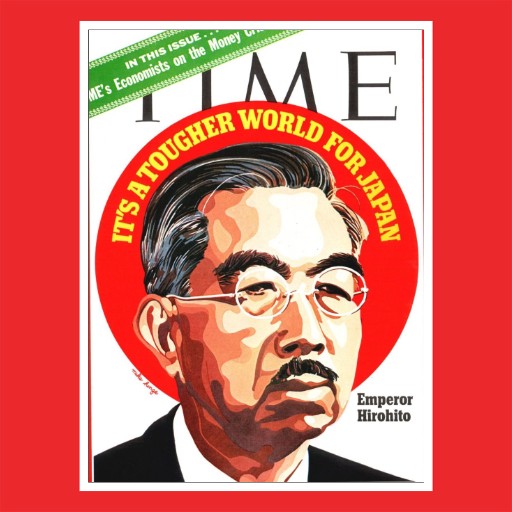 IN THIS ISSUE...
ME's Economists on the Money
TIME
IT'S A TOUGHER WORLD FOR JAPAN
Emperor
Hirohito